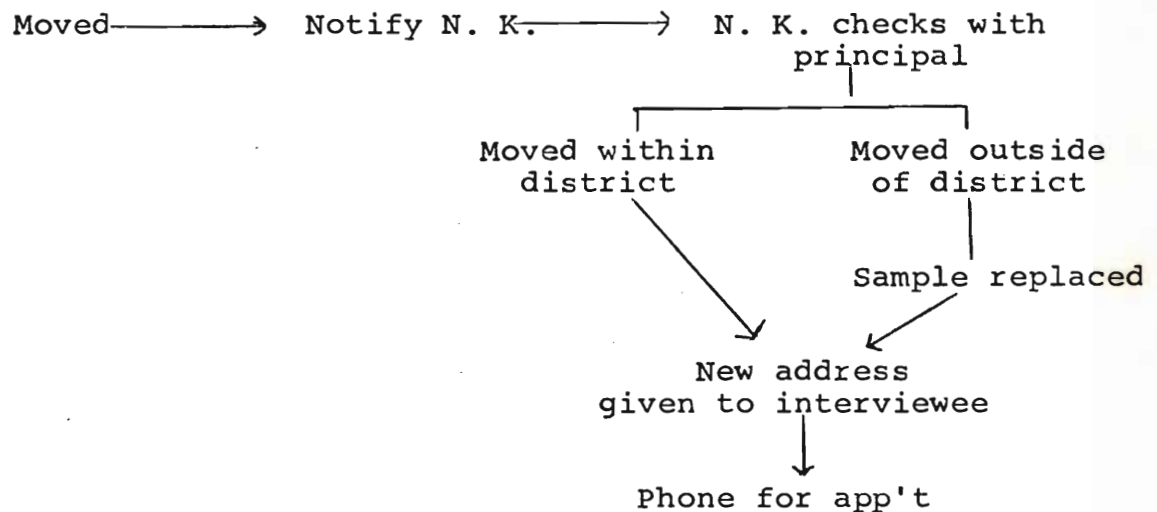 Moved Notify N. K. N. K. checks with
principal
Moved within Moved outside
district of district
Sample replaced
New address
given to interviewee
Phone for app't